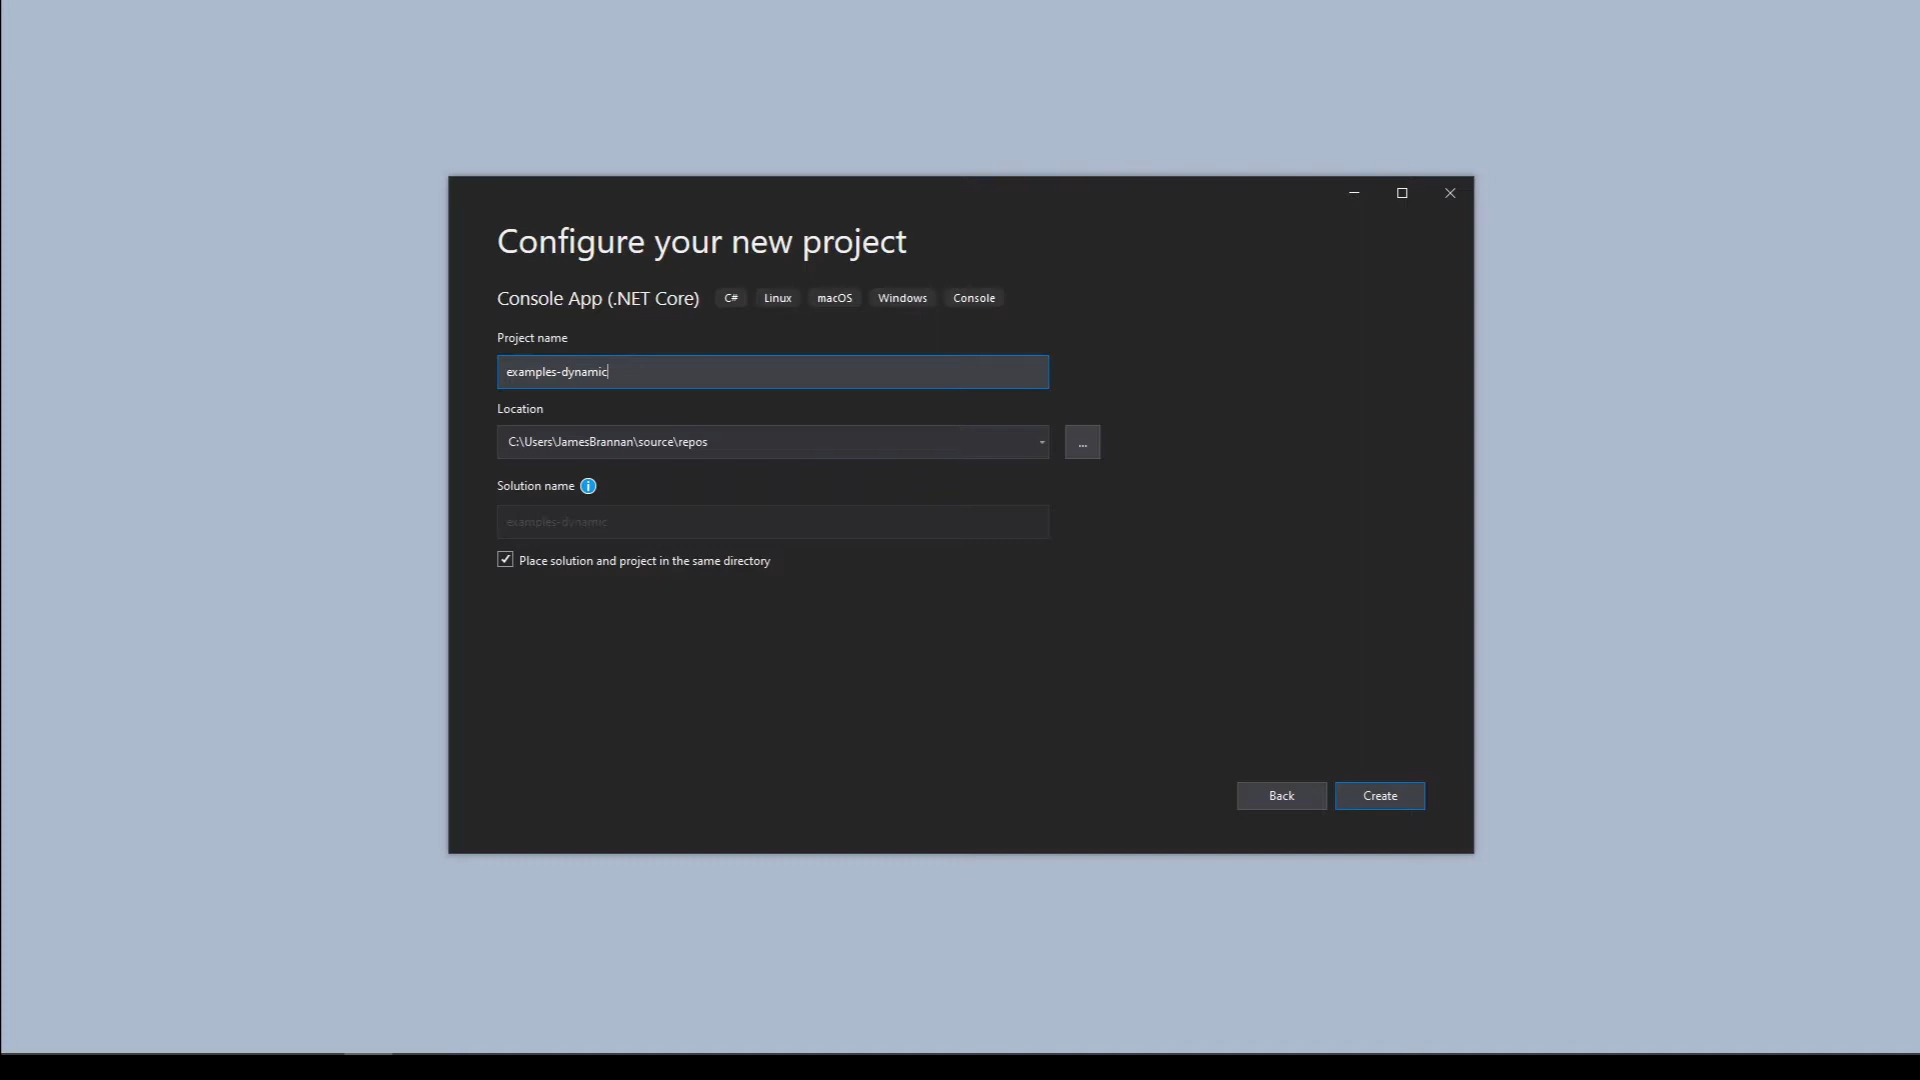 Configure your new project
Console App (.NET Core) C# Linux macOS Windows Console
Project name
examples-dynamic
Location
C:\Users\JamesBrannan\source\repos
...
Solution name i
examples-dynamic
Place solution and project in the same directory
Back Create